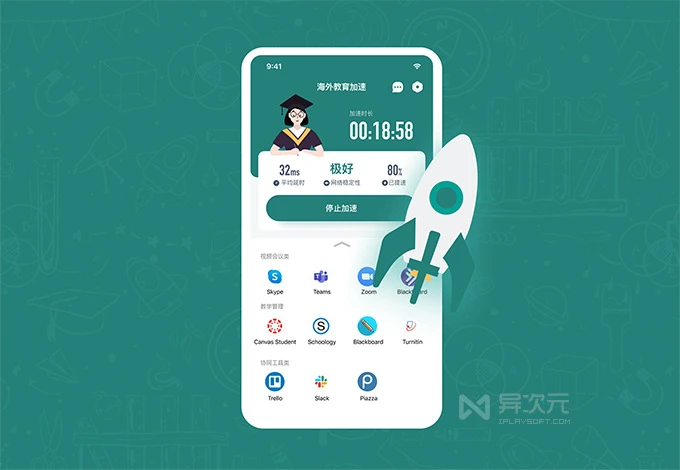 9:41
海外教育加速
加速时长
00:18:58
32ms
极好
80%
平均延时
网络稳定性
已提速
停止加速
视频会议类
Skype
Teams
Zoom
Blackboard
教学管理
Canvas Student
Schoology
Blackboard
Turnitin
协同工具类
Trello
Slack
Piazza
异次元
IPLAYSOFT.COM